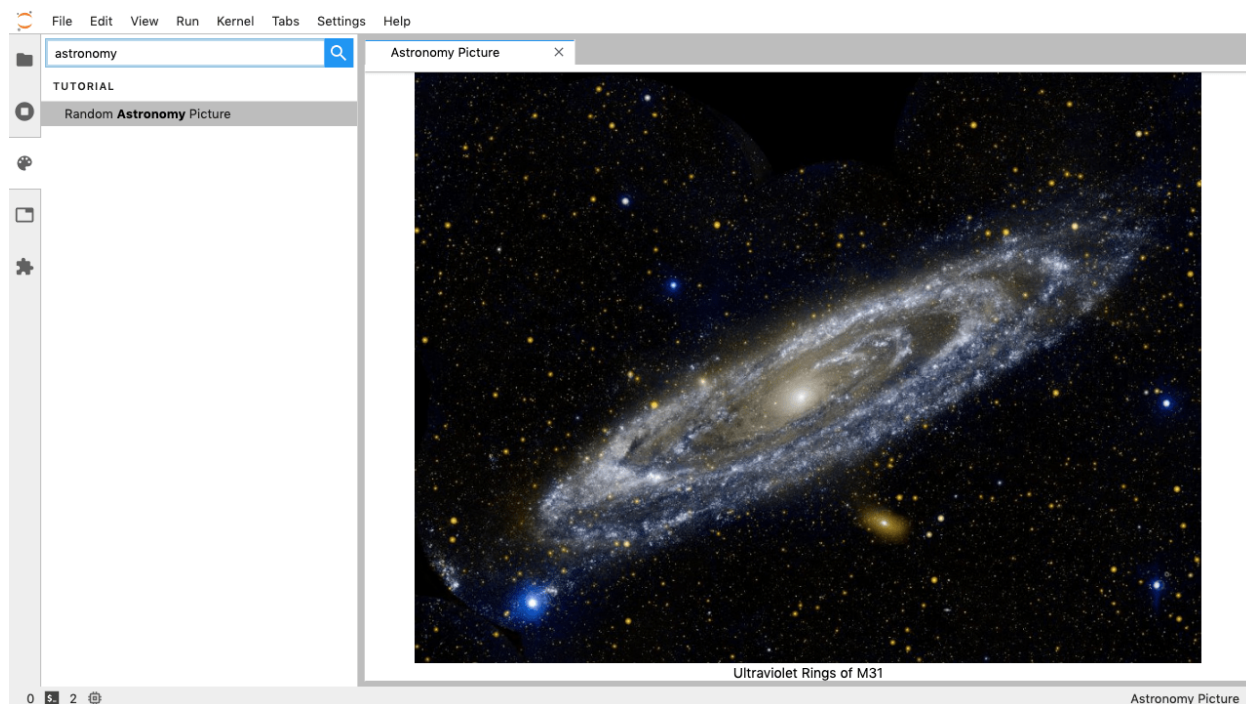 File Edit View Run Kernel Tabs Settings Help
astronomy
TUTORIAL
Random Astronomy Picture
Astronomy Picture
Ultraviolet Rings of M31
0 $_ 2
Astronomy Picture